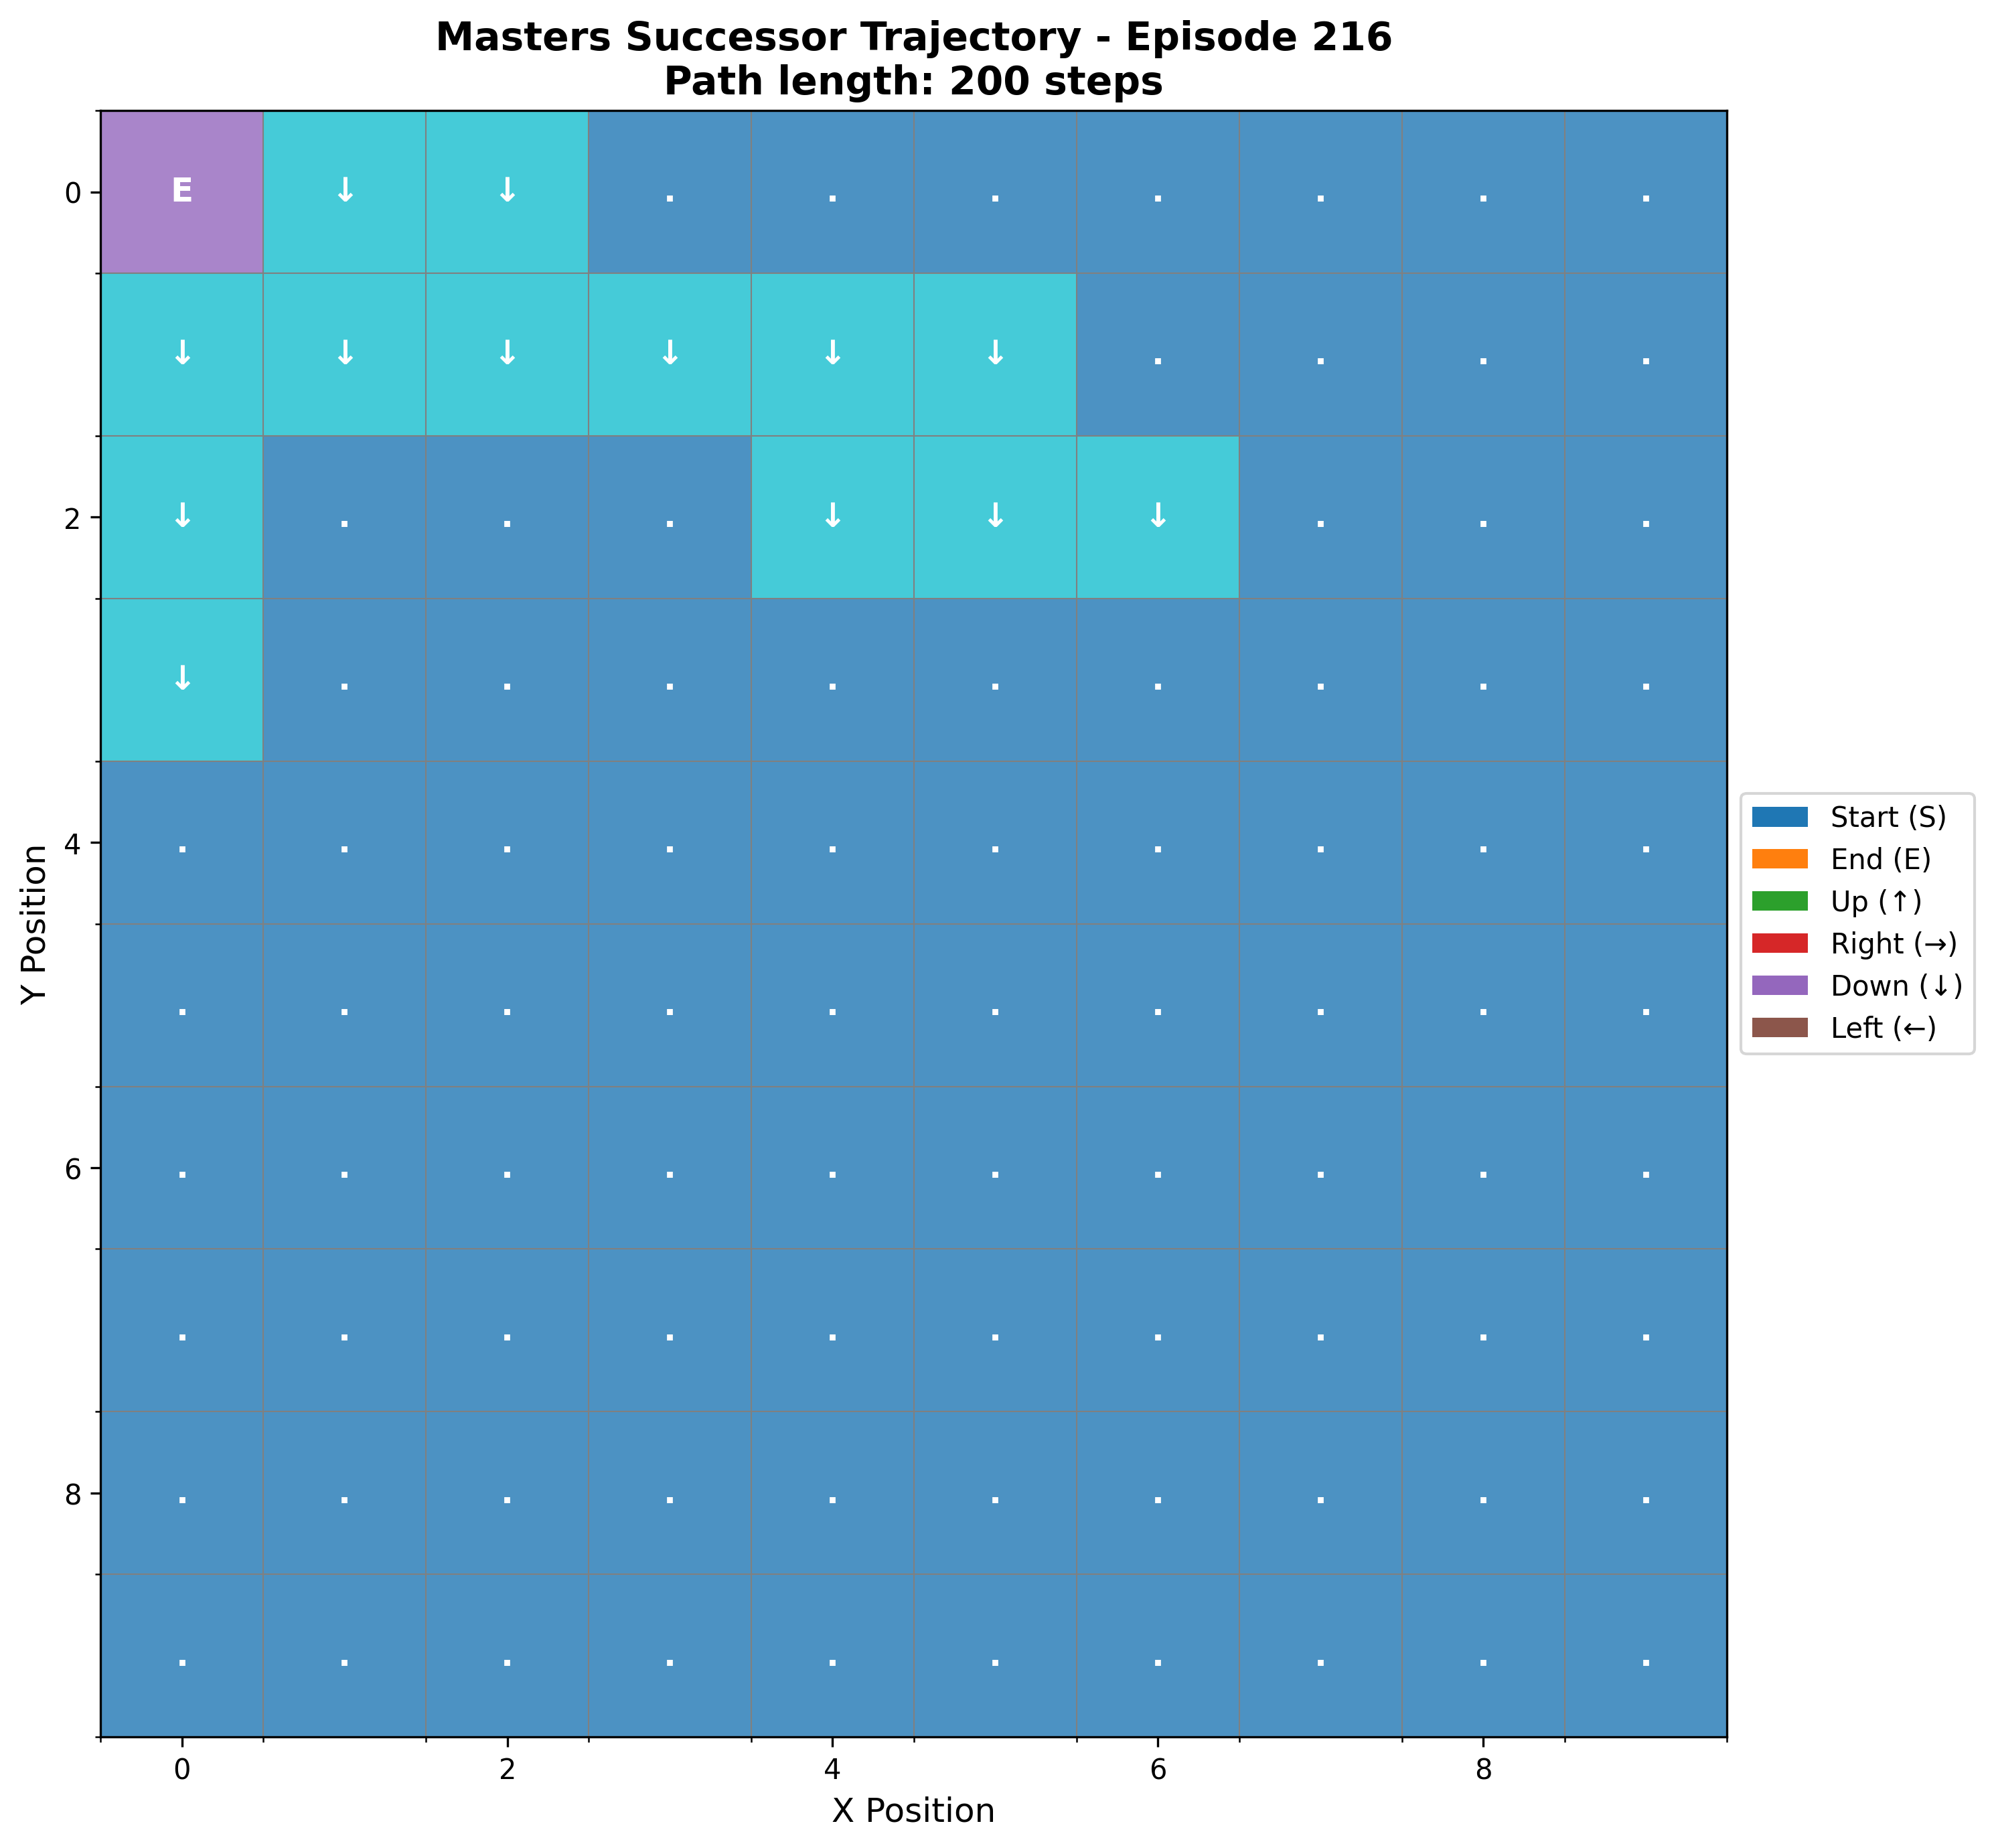 Masters Successor Trajectory - Episode 216
Path length: 200 steps
E ↓ ↓ . . . . . . .
↓ ↓ ↓ ↓ ↓ ↓ . . . .
↓ . . . ↓ ↓ ↓ . . .
↓ . . . . . . . . .
. . . . . . . . . .
. . . . . . . . . .
. . . . . . . . . .
. . . . . . . . . .
. . . . . . . . . .
. . . . . . . . . .
0
2
4
6
8
Y Position
0 2 4 6 8
X Position
Start (S)
End (E)
Up (↑)
Right (→)
Down (↓)
Left (←)